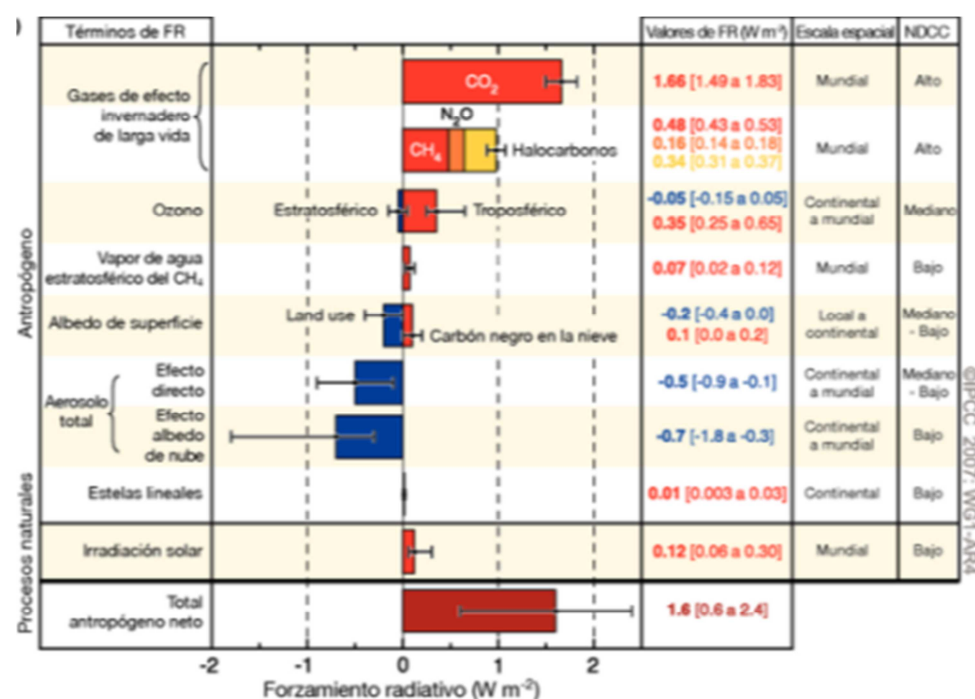 )
Términos de FR
Valores de FR (W m-²)
Escala espacial
NDCC
Antropógeno
Gases de efecto
invernadero
de larga vida
CO₂
1.66 [1.49 a 1.83]
Mundial
Alto
N₂O
CH₄
Halocarbonos
0.48 [0.43 a 0.53]
0.16 [0.14 a 0.18]
0.34 [0.31 a 0.37]
Mundial
Alto
Ozono
Estratosférico
Troposférico
-0.05 [-0.15 a 0.05]
0.35 [0.25 a 0.65]
Continental
a mundial
Mediano
Vapor de agua
estratosférico del CH₄
0.07 [0.02 a 0.12]
Mundial
Bajo
Albedo de superficie
Land use
Carbón negro en la nieve
-0.2 [-0.4 a 0.0]
0.1 [0.0 a 0.2]
Local a
continental
Mediano
- Bajo
Aerosolo
total
Efecto
directo
-0.5 [-0.9 a -0.1]
Continental
a mundial
Mediano
- Bajo
Efecto
albedo
de nube
-0.7 [-1.8 a -0.3]
Continental
a mundial
Bajo
Estelas lineales
0.01 [0.003 a 0.03]
Continental
Bajo
Procesos naturales
Irradiación solar
0.12 [0.06 a 0.30]
Mundial
Bajo
Total
antropógeno neto
1.6 [0.6 a 2.4]
-2 -1 0 1 2
Forzamiento radiativo (W m⁻²)
©IPCC 2007: WG1-AR4